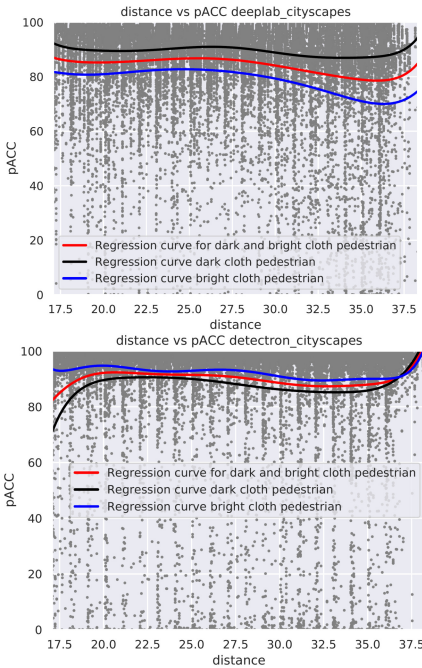 distance vs pACC deeplab_cityscapes
100
80
60
40
20
0
pACC
Regression curve for dark and bright cloth pedestrian
Regression curve dark cloth pedestrian
Regression curve bright cloth pedestrian
17.5 20.0 22.5 25.0 27.5 30.0 32.5 35.0 37.5
distance
distance vs pACC detectron_cityscapes
100
80
60
40
20
0
pACC
Regression curve for dark and bright cloth pedestrian
Regression curve dark cloth pedestrian
Regression curve bright cloth pedestrian
17.5 20.0 22.5 25.0 27.5 30.0 32.5 35.0 37.5
distance